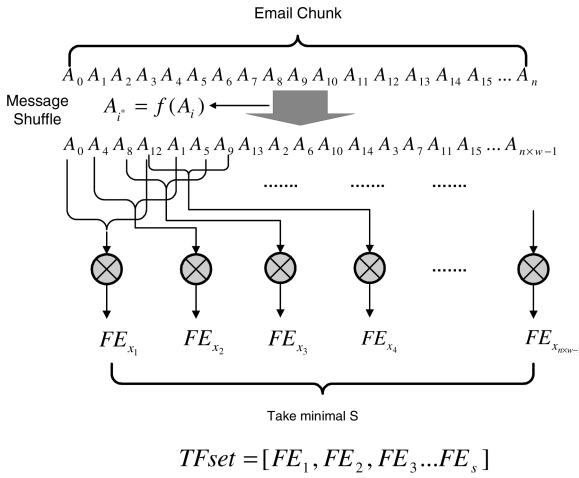 Email Chunk
A0 A1 A2 A3 A4 A5 A6 A7 A8 A9 A10 A11 A12 A13 A14 A15 ... An
Message
Shuffle
Ai* = f(Ai)
A0 A4 A8 A12 A1 A5 A9 A13 A2 A6 A10 A14 A3 A7 A11 A15 ... An×w−1
....... ....... .......
.......
FEx1 FEx2 FEx3 FEx4 FExn×w−
Take minimal S
TFset = [FE1, FE2, FE3...FEs]